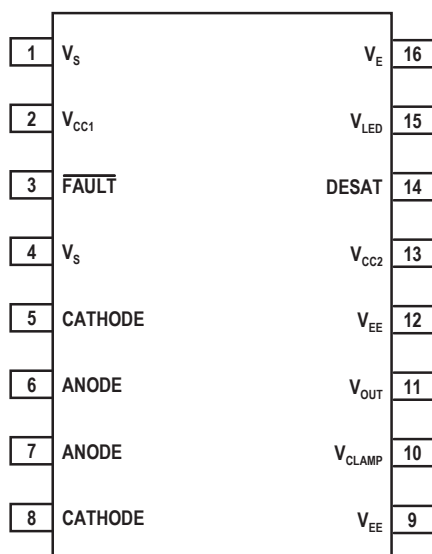 1 V_S V_E 16
2 V_CC1 V_LED 15
3 F̅A̅U̅L̅T̅ DESAT 14
4 V_S V_CC2 13
5 CATHODE V_EE 12
6 ANODE V_OUT 11
7 ANODE V_CLAMP 10
8 CATHODE V_EE 9